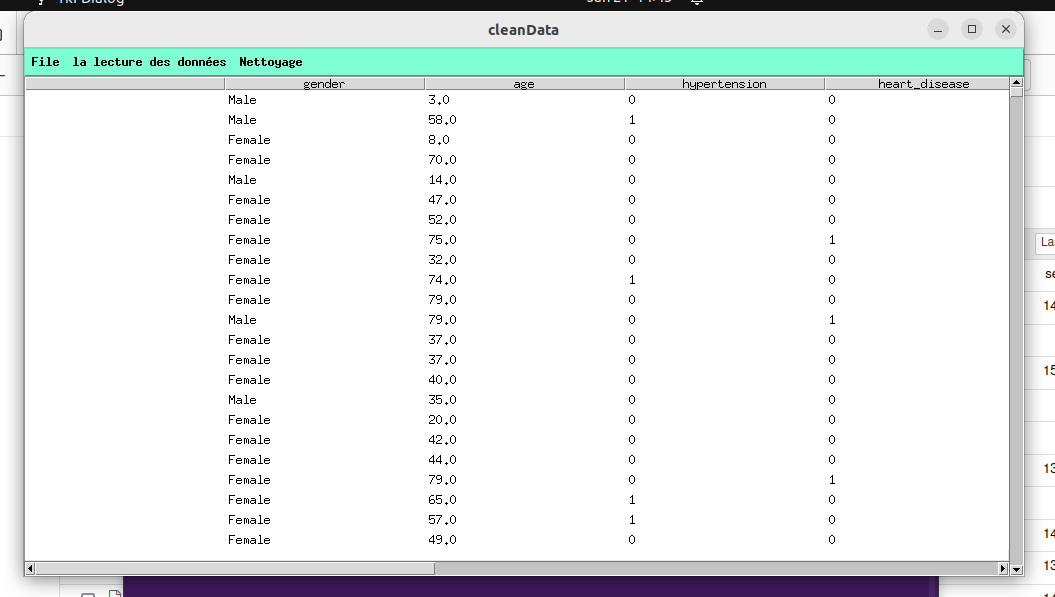 cleanData
File la lecture des données Nettoyage
gender age hypertension heart_disease
Male 3.0 0 0
Male 58.0 1 0
Female 8.0 0 0
Female 70.0 0 0
Male 14.0 0 0
Female 47.0 0 0
Female 52.0 0 0
Female 75.0 0 1
Female 32.0 0 0
Female 74.0 1 0
Female 79.0 0 0
Male 79.0 0 1
Female 37.0 0 0
Female 37.0 0 0
Female 40.0 0 0
Male 35.0 0 0
Female 20.0 0 0
Female 42.0 0 0
Female 44.0 0 0
Female 79.0 0 1
Female 65.0 1 0
Female 57.0 1 0
Female 49.0 0 0